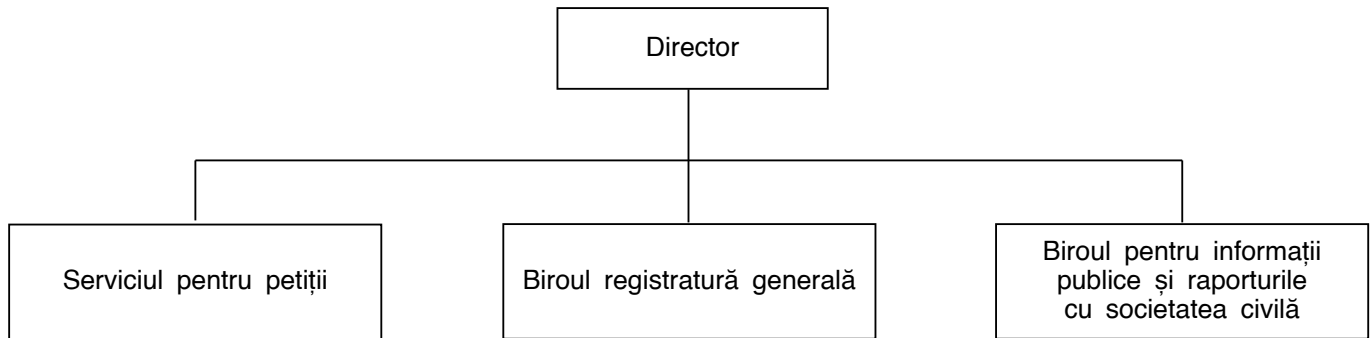 Director
Serviciul pentru petiții
Biroul registratură generală
Biroul pentru informații
publice și raporturile
cu societatea civilă